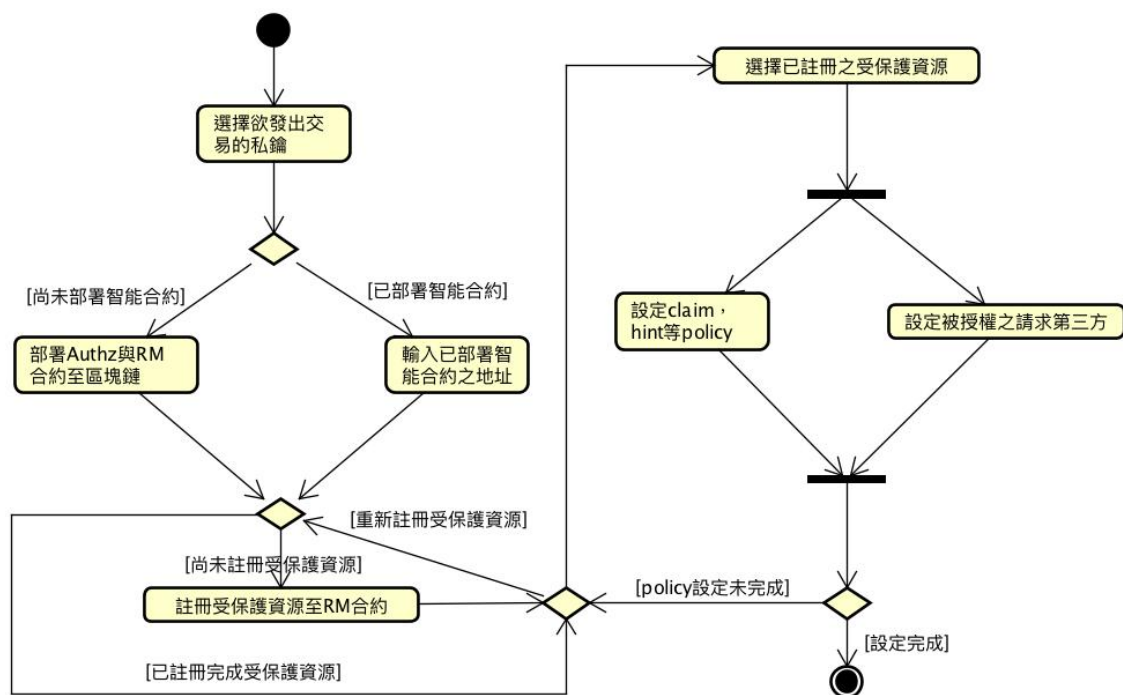 選擇欲發出交
易的私鑰
[尚未部署智能合約]
[已部署智能合約]
部署Authz與RM
合約至區塊鏈
輸入已部署智
能合約之地址
[重新註冊受保護資源]
[尚未註冊受保護資源]
註冊受保護資源至RM合約
[已註冊完成受保護資源]
選擇已註冊之受保護資源
設定claim，
hint等policy
設定被授權之請求第三方
[policy設定未完成]
[設定完成]